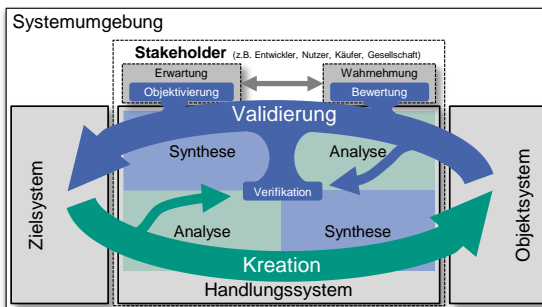 Systemumgebung
Stakeholder (z.B. Entwickler, Nutzer, Käufer, Gesellschaft)
Erwartung
Wahrnehmung
Objektivierung
Bewertung
Validierung
Synthese
Analyse
Verifikation
Zielsystem
Objektsystem
Analyse
Synthese
Kreation
Handlungssystem